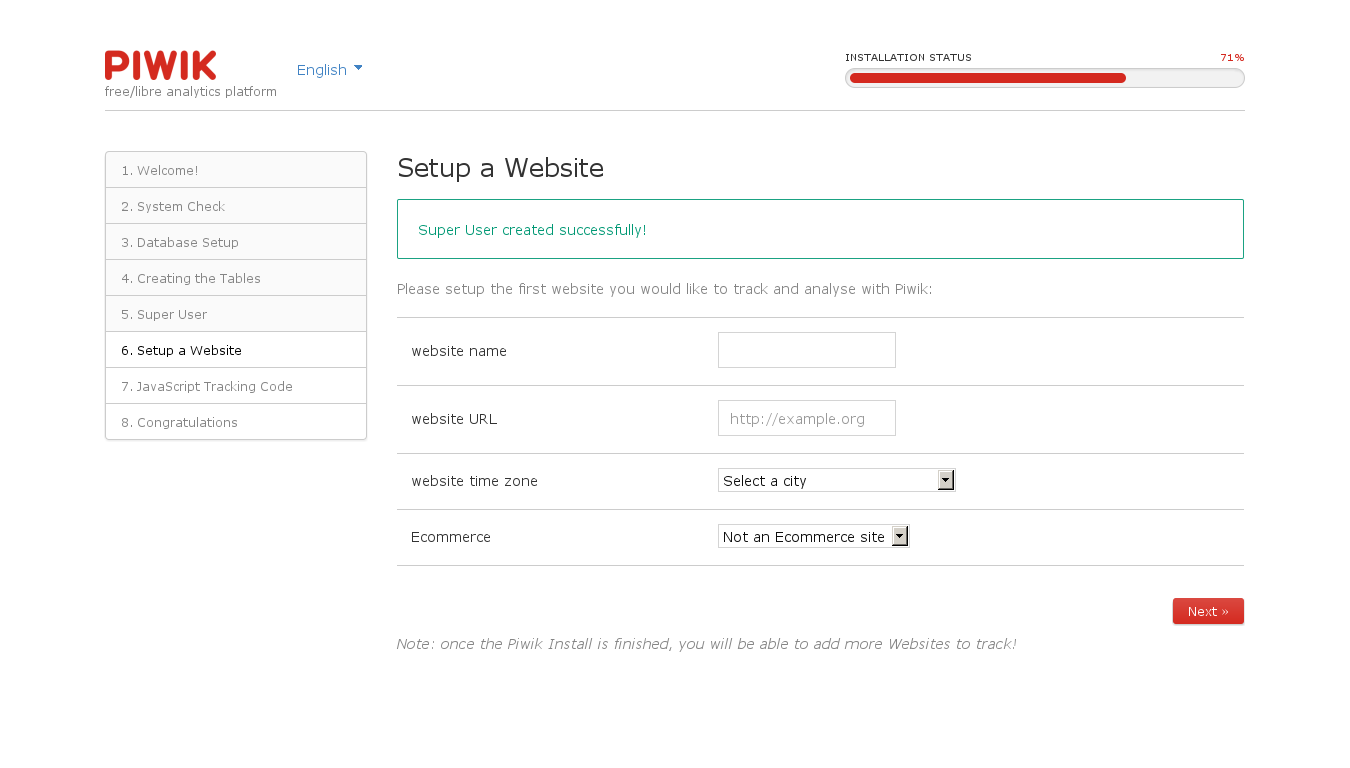 PIWIK
free/libre analytics platform
English
INSTALLATION STATUS 71%
1. Welcome!
2. System Check
3. Database Setup
4. Creating the Tables
5. Super User
6. Setup a Website
7. JavaScript Tracking Code
8. Congratulations
Setup a Website
Super User created successfully!
Please setup the first website you would like to track and analyse with Piwik:
website name
website URL http://example.org
website time zone Select a city
Ecommerce Not an Ecommerce site
Next »
Note: once the Piwik Install is finished, you will be able to add more Websites to track!